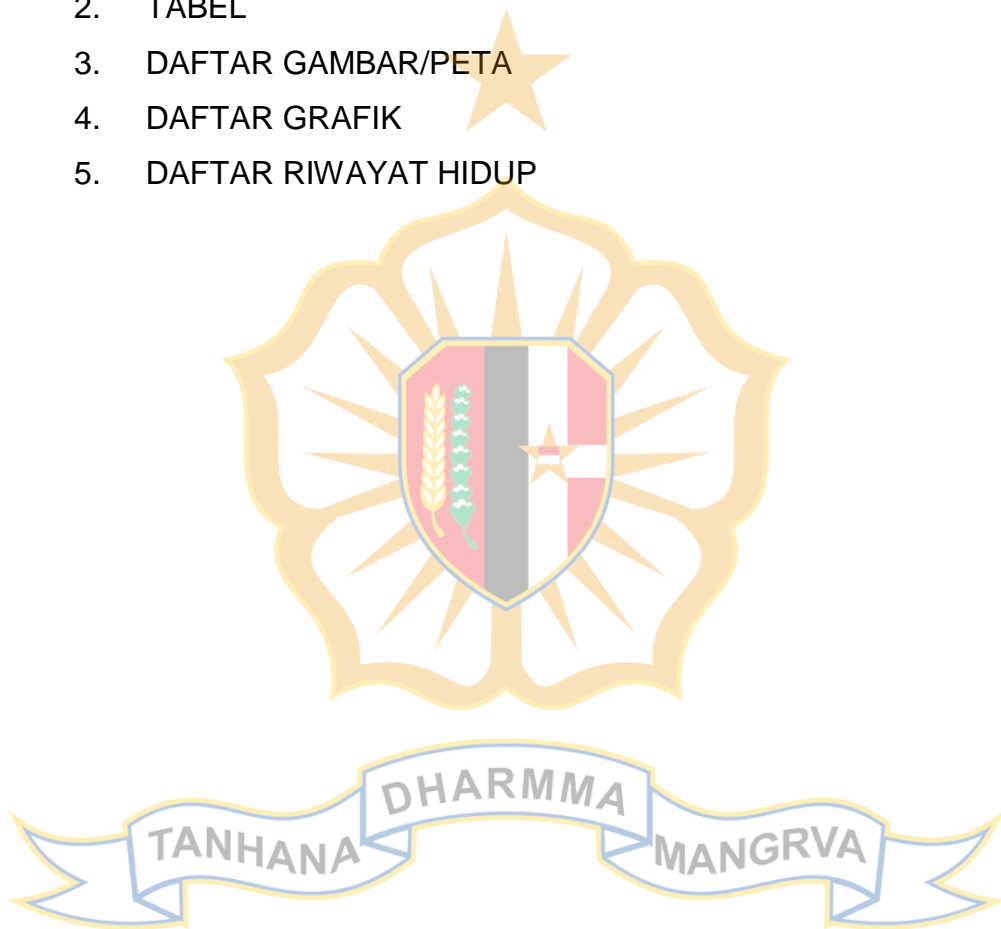 2. TABEL
3. DAFTAR GAMBAR/PETA
4. DAFTAR GRAFIK
5. DAFTAR RIWAYAT HIDUP
TANHANA DHARMMA MANGRVA